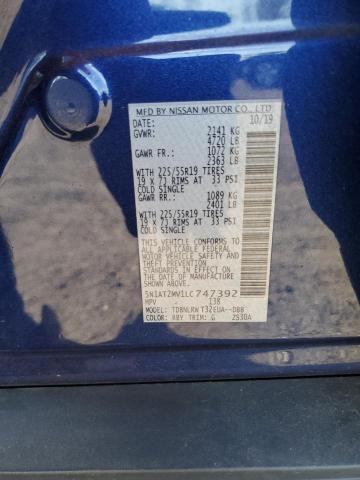 MFD BY NISSAN MOTOR CO., LTD.
DATE: 10/19
GVWR: 2141 KG
4720 LB
GAWR FR: 1072 KG
2363 LB
WITH 225/55R19 TIRES
19 X 7J RIMS AT 33 PSI
COLD SINGLE
GAWR RR: 1089 KG
2401 LB
WITH 225/55R19 TIRES
19 X 7J RIMS AT 33 PSI
COLD SINGLE
THIS VEHICLE CONFORMS TO
ALL APPLICABLE FEDERAL
MOTOR VEHICLE SAFETY AND
THEFT PREVENTION STANDARDS
IN EFFECT ON THE DATE OF
MANUFACTURE SHOWN ABOVE.
5N1AT2MV1LC747392
MPV 138
MODEL: T32EUA--DBB
COLOR: RBY TRIM: G 2S30A